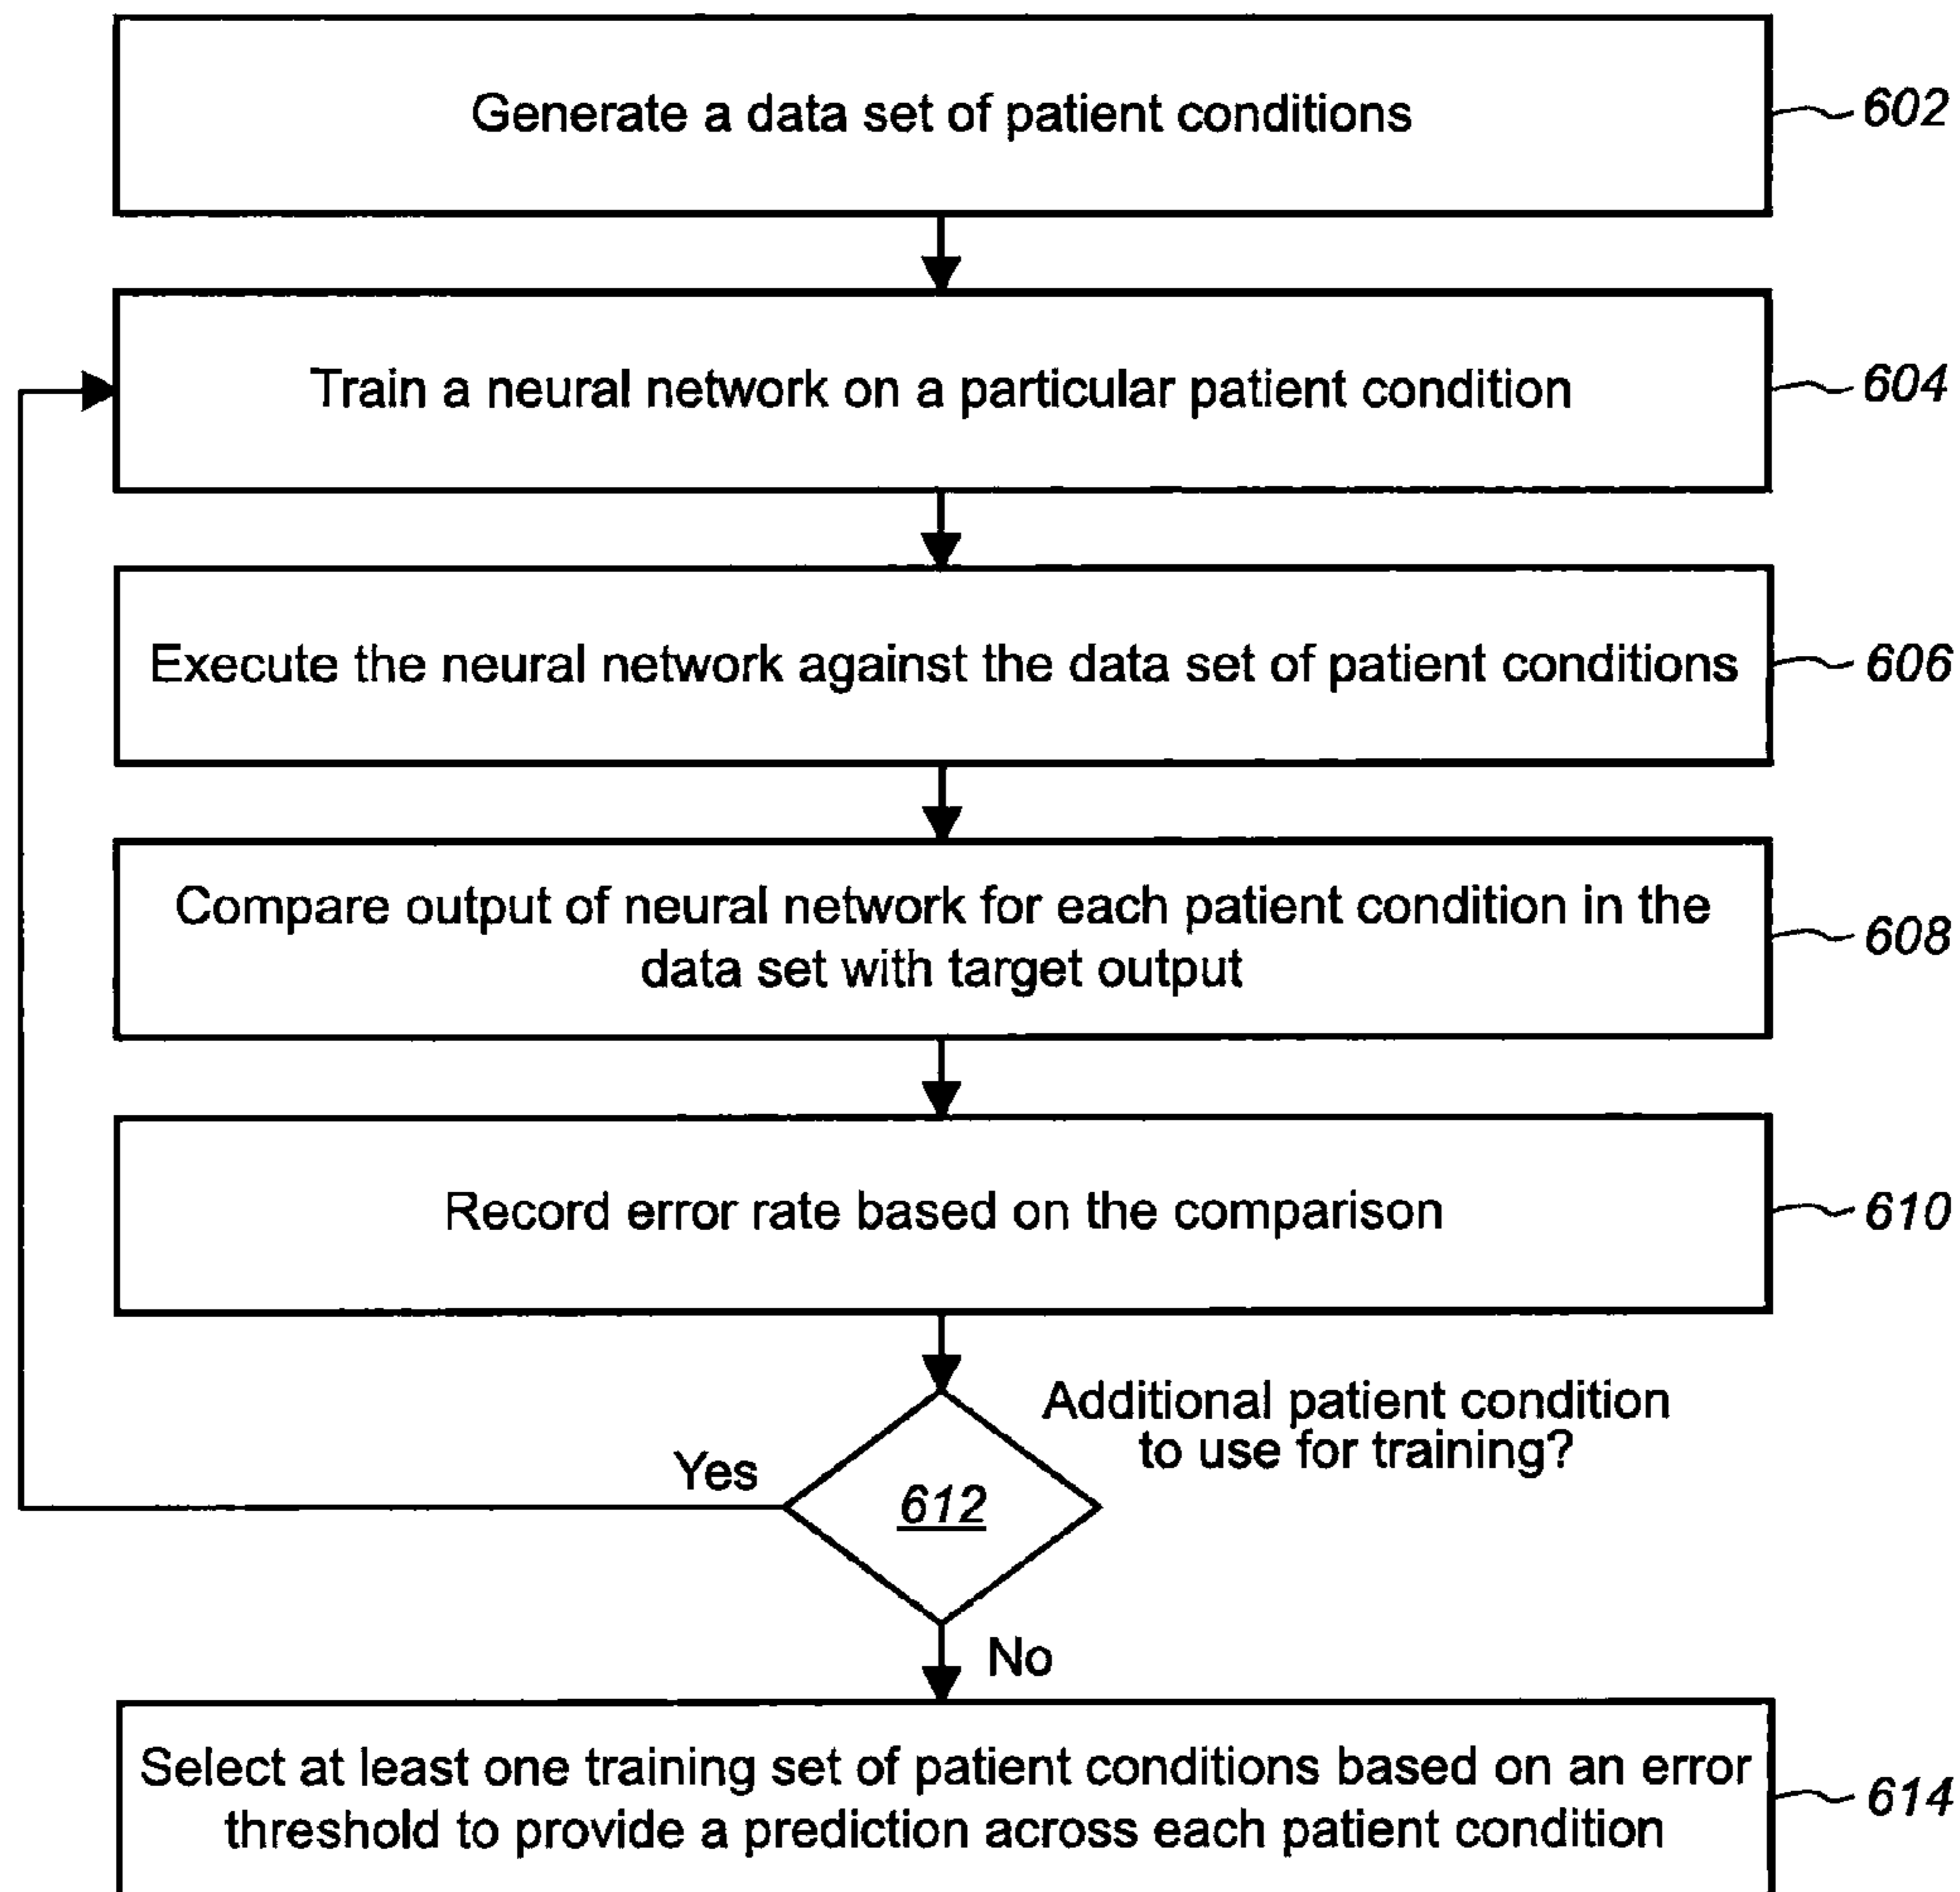 Generate a data set of patient conditions
602
Train a neural network on a particular patient condition
604
Execute the neural network against the data set of patient conditions
606
Compare output of neural network for each patient condition in the
data set with target output
608
Record error rate based on the comparison
610
Additional patient condition
to use for training?
Yes
612
No
Select at least one training set of patient conditions based on an error
threshold to provide a prediction across each patient condition
614